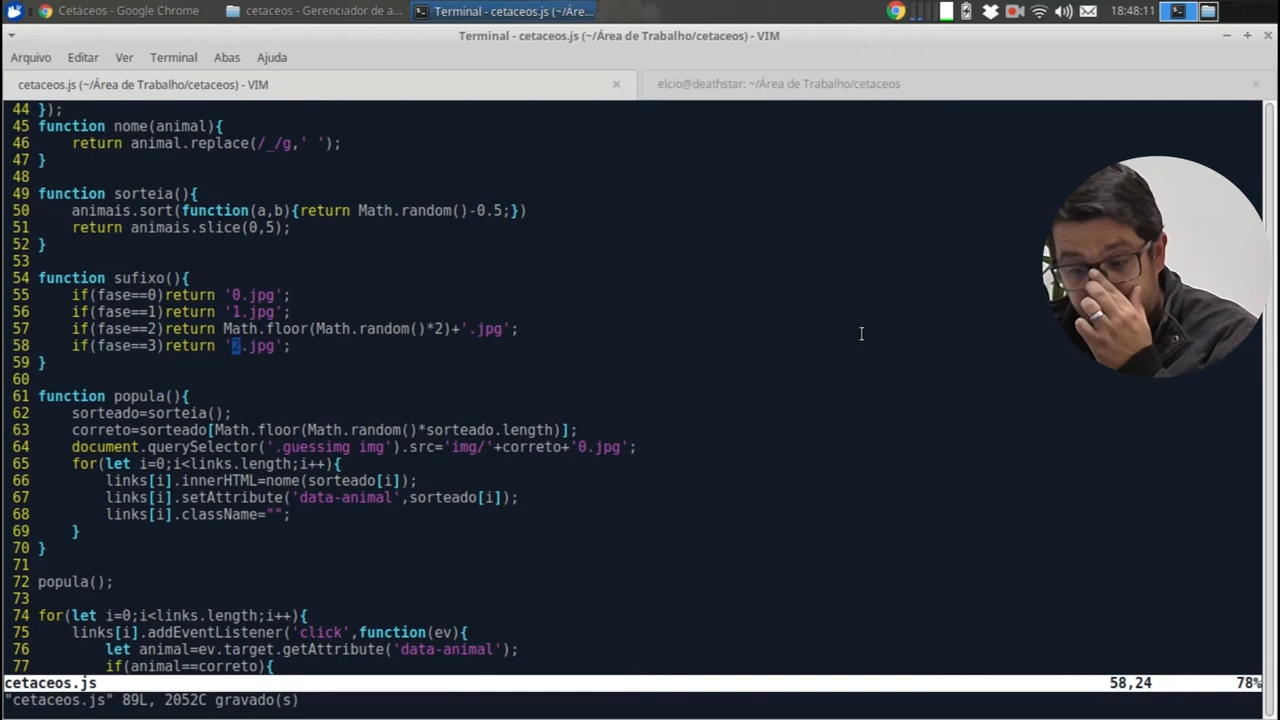 Cetáceos - Google Chrome
cetaceos - Gerenciador de a...
Terminal - cetaceos.js (~/Áre...
18:48:11
Terminal - cetaceos.js (~/Área de Trabalho/cetaceos) - VIM
Arquivo Editar Ver Terminal Abas Ajuda
cetaceos.js (~/Área de Trabalho/cetaceos) - VIM
elcio@deathstar: ~/Área de Trabalho/cetaceos
44 });
45 function nome(animal){
46     return animal.replace(/_/g,' ');
47 }
48
49 function sorteia(){
50     animais.sort(function(a,b){return Math.random()-0.5;})
51     return animais.slice(0,5);
52 }
53
54 function sufixo(){
55     if(fase==0)return '0.jpg';
56     if(fase==1)return '1.jpg';
57     if(fase==2)return Math.floor(Math.random()*2)+'.jpg';
58     if(fase==3)return '2.jpg';
59 }
60
61 function popula(){
62     sorteado=sorteia();
63     correto=sorteado[Math.floor(Math.random()*sorteado.length)];
64     document.querySelector('.guessimg img').src='img/'+correto+'0.jpg';
65     for(let i=0;i<links.length;i++){
66         links[i].innerHTML=nome(sorteado[i]);
67         links[i].setAttribute('data-animal',sorteado[i]);
68         links[i].className="";
69     }
70 }
71
72 popula();
73
74 for(let i=0;i<links.length;i++){
75     links[i].addEventListener('click',function(ev){
76         let animal=ev.target.getAttribute('data-animal');
77         if(animal==correto){
cetaceos.js 58,24 78%
"cetaceos.js" 89L, 2052C gravado(s)